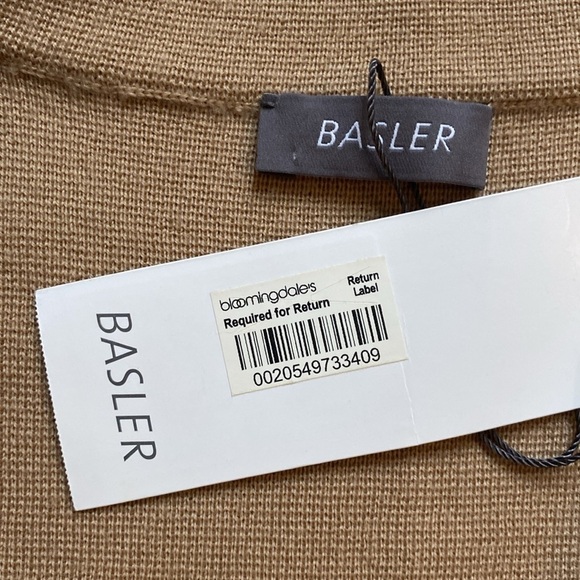 BASLER
BASLER
bloomingdale's
Return
Label
Required for Return
0020549733409